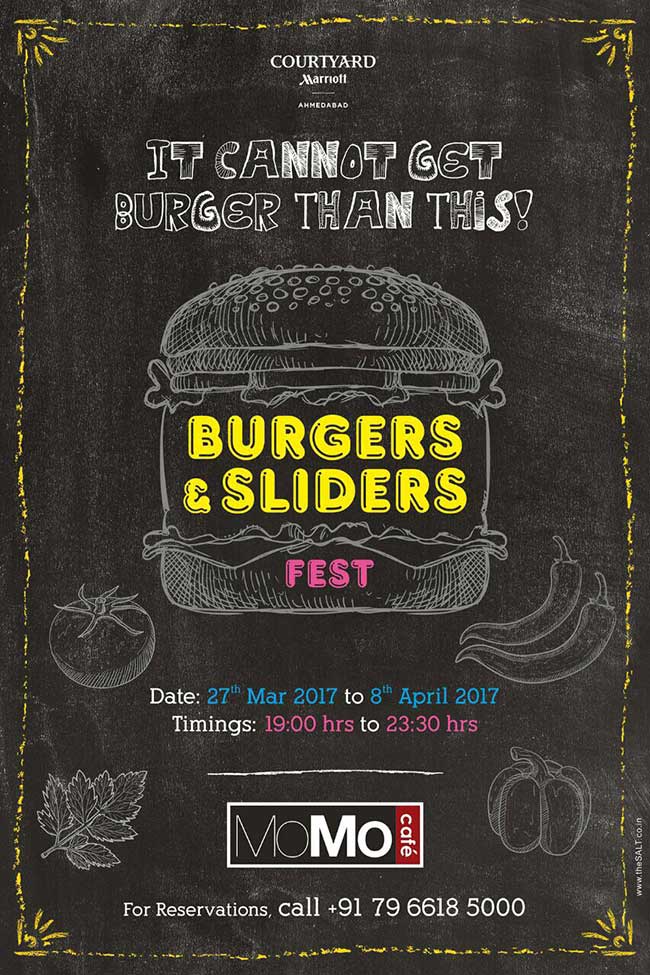 COURTYARD
Marriott
AHMEDABAD
IT CANNOT GET
BURGER THAN THIS!
BURGERS
& SLIDERS
FEST
Date: 27th Mar 2017 to 8th April 2017
Timings: 19:00 hrs to 23:30 hrs
MoMo café
For Reservations, call +91 79 6618 5000
www.theSALT.co.in